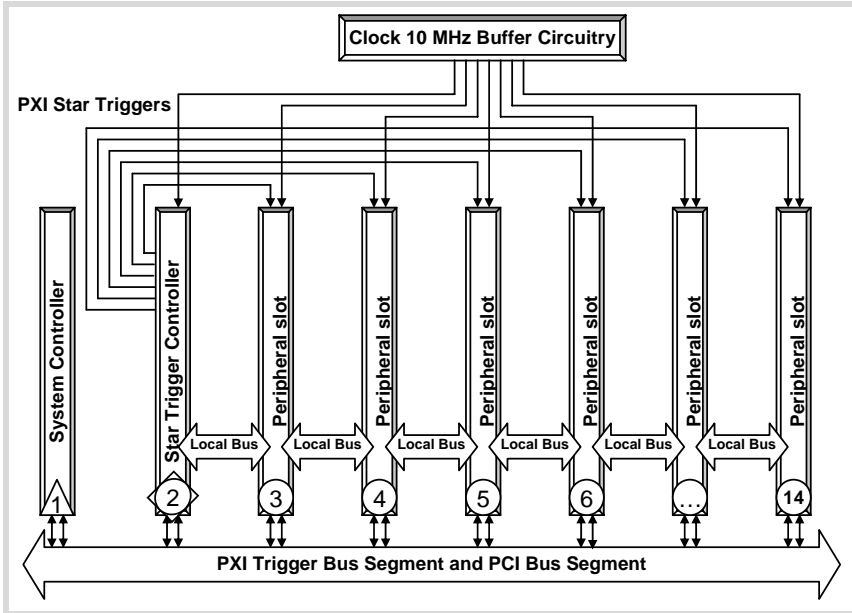 Clock 10 MHz Buffer Circuitry
PXI Star Triggers
System Controller
Star Trigger Controller
Peripheral slot
Peripheral slot
Peripheral slot
Peripheral slot
Peripheral slot
Peripheral slot
Local Bus
Local Bus
Local Bus
Local Bus
Local Bus
Local Bus
1
2
3
4
5
6
...
14
PXI Trigger Bus Segment and PCI Bus Segment